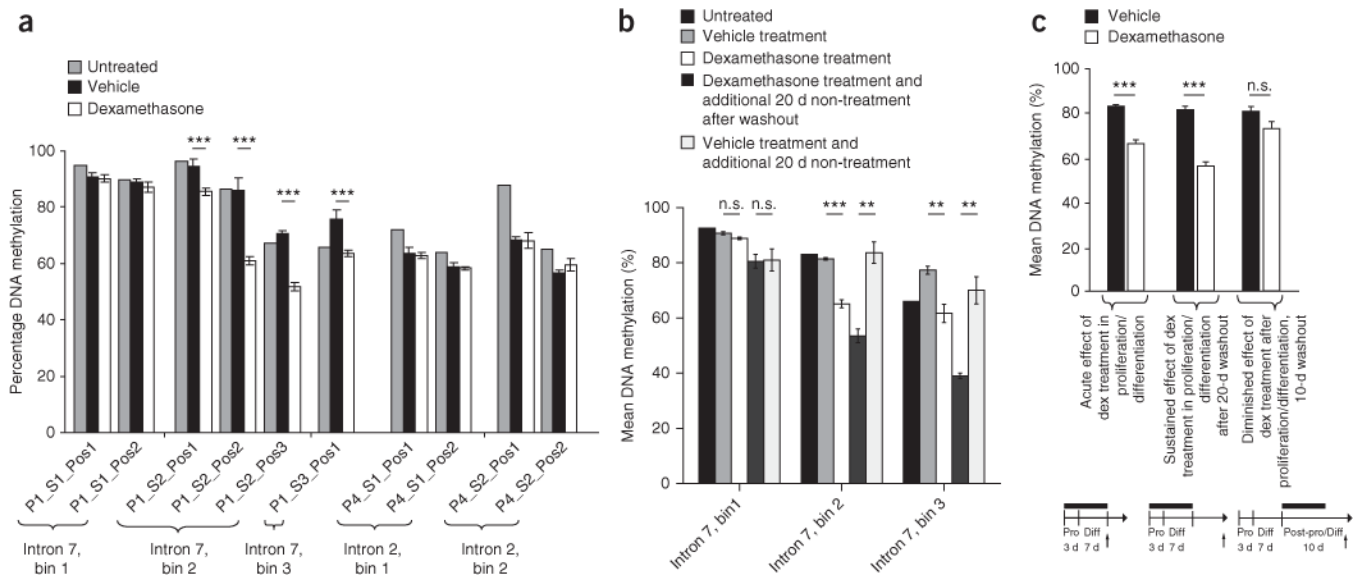 a
Untreated
Vehicle
Dexamethasone
Percentage DNA methylation
100
80
60
40
20
0
***
***
***
***
P1_S1_Pos1
P1_S1_Pos2
P1_S2_Pos1
P1_S2_Pos2
P1_S2_Pos3
P1_S3_Pos1
P4_S1_Pos1
P4_S1_Pos2
P4_S2_Pos1
P4_S2_Pos2
Intron 7,
bin 1
Intron 7,
bin 2
Intron 7,
bin 3
Intron 2,
bin 1
Intron 2,
bin 2
b
Untreated
Vehicle treatment
Dexamethasone treatment
Dexamethasone treatment and
additional 20 d non-treatment
after washout
Vehicle treatment and
additional 20 d non-treatment
Mean DNA methylation (%)
100
80
60
40
20
0
n.s.
n.s.
***
**
**
**
Intron 7, bin1
Intron 7, bin 2
Intron 7, bin 3
c
Vehicle
Dexamethasone
Mean DNA methylation (%)
100
80
60
40
20
0
***
***
n.s.
Acute effect of
dex treatment in
proliferation/
differentiation
Sustained effect of dex
treatment in proliferation/
differentiation
after 20-d washout
Diminished effect of
dex treatment after
proliferation/differentiation,
10-d washout
Pro Diff
3 d 7 d
Pro Diff
3 d 7 d
Pro Diff Post-pro/Diff
3 d 7 d 10 d